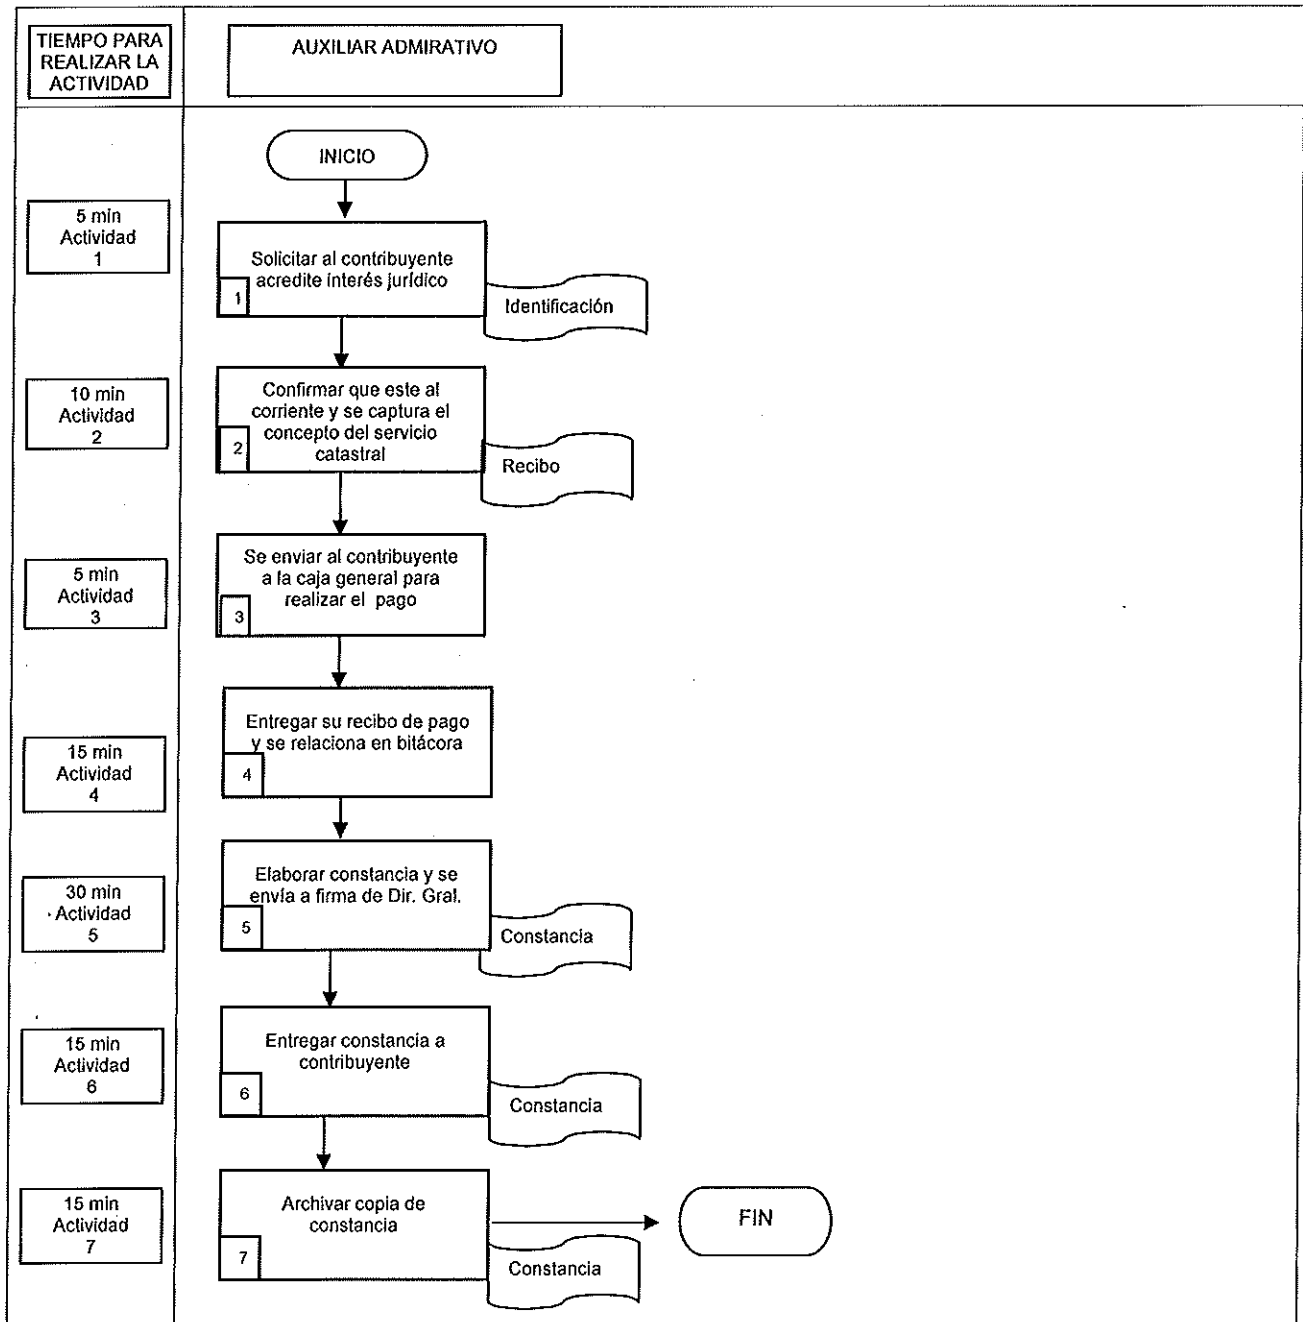 TIEMPO PARA
REALIZAR LA
ACTIVIDAD
AUXILIAR ADMIRATIVO
INICIO
5 min
Actividad
1
Solicitar al contribuyente
acredite interés jurídico
1
Identificación
10 min
Actividad
2
Confirmar que este al
corriente y se captura el
concepto del servicio
catastral
2
Recibo
5 min
Actividad
3
Se enviar al contribuyente
a la caja general para
realizar el pago
3
15 min
Actividad
4
Entregar su recibo de pago
y se relaciona en bitácora
4
30 min
Actividad
5
Elaborar constancia y se
envía a firma de Dir. Gral.
5
Constancia
15 min
Actividad
6
Entregar constancia a
contribuyente
6
Constancia
15 min
Actividad
7
Archivar copia de
constancia
7
Constancia
FIN